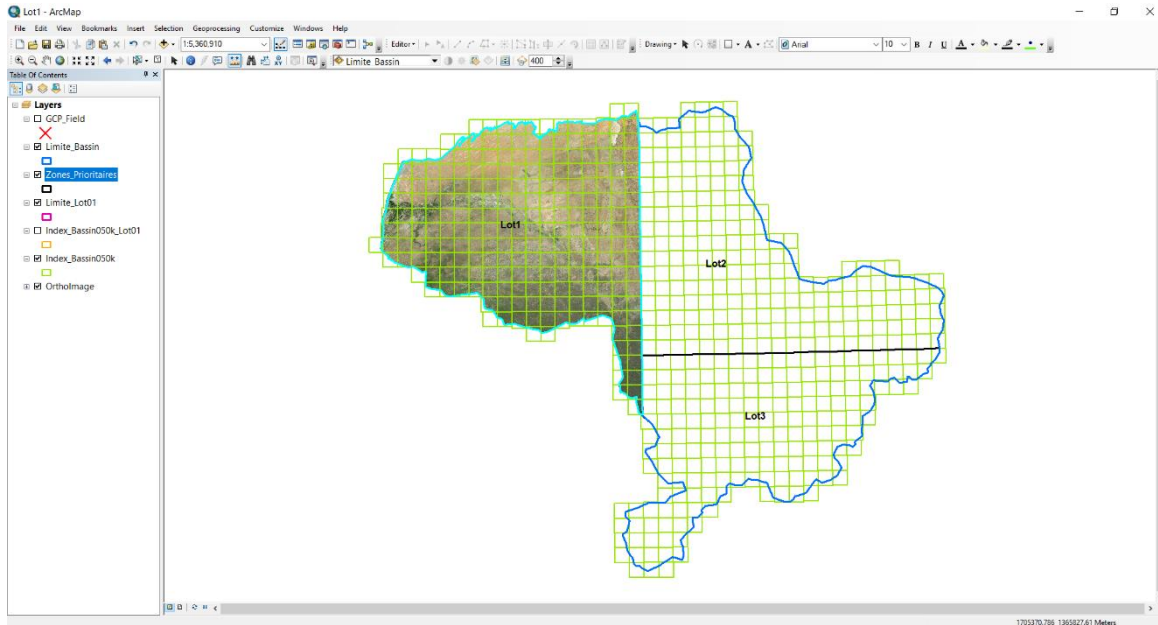 Lot1 - ArcMap
File Edit View Bookmarks Insert Selection Geoprocessing Customize Windows Help
1:5,360,910 Editor Drawing A Arial 10 B I U A
Limite Bassin 400
Table Of Contents
Layers
GCP_Field
Limite_Bassin
Zones_Prioritaires
Limite_Lot01
Index_Bassin050k_Lot01
Index_Bassin050k
OrthoImage
Lot1
Lot2
Lot3
1705370.786 1365827.61 Meters